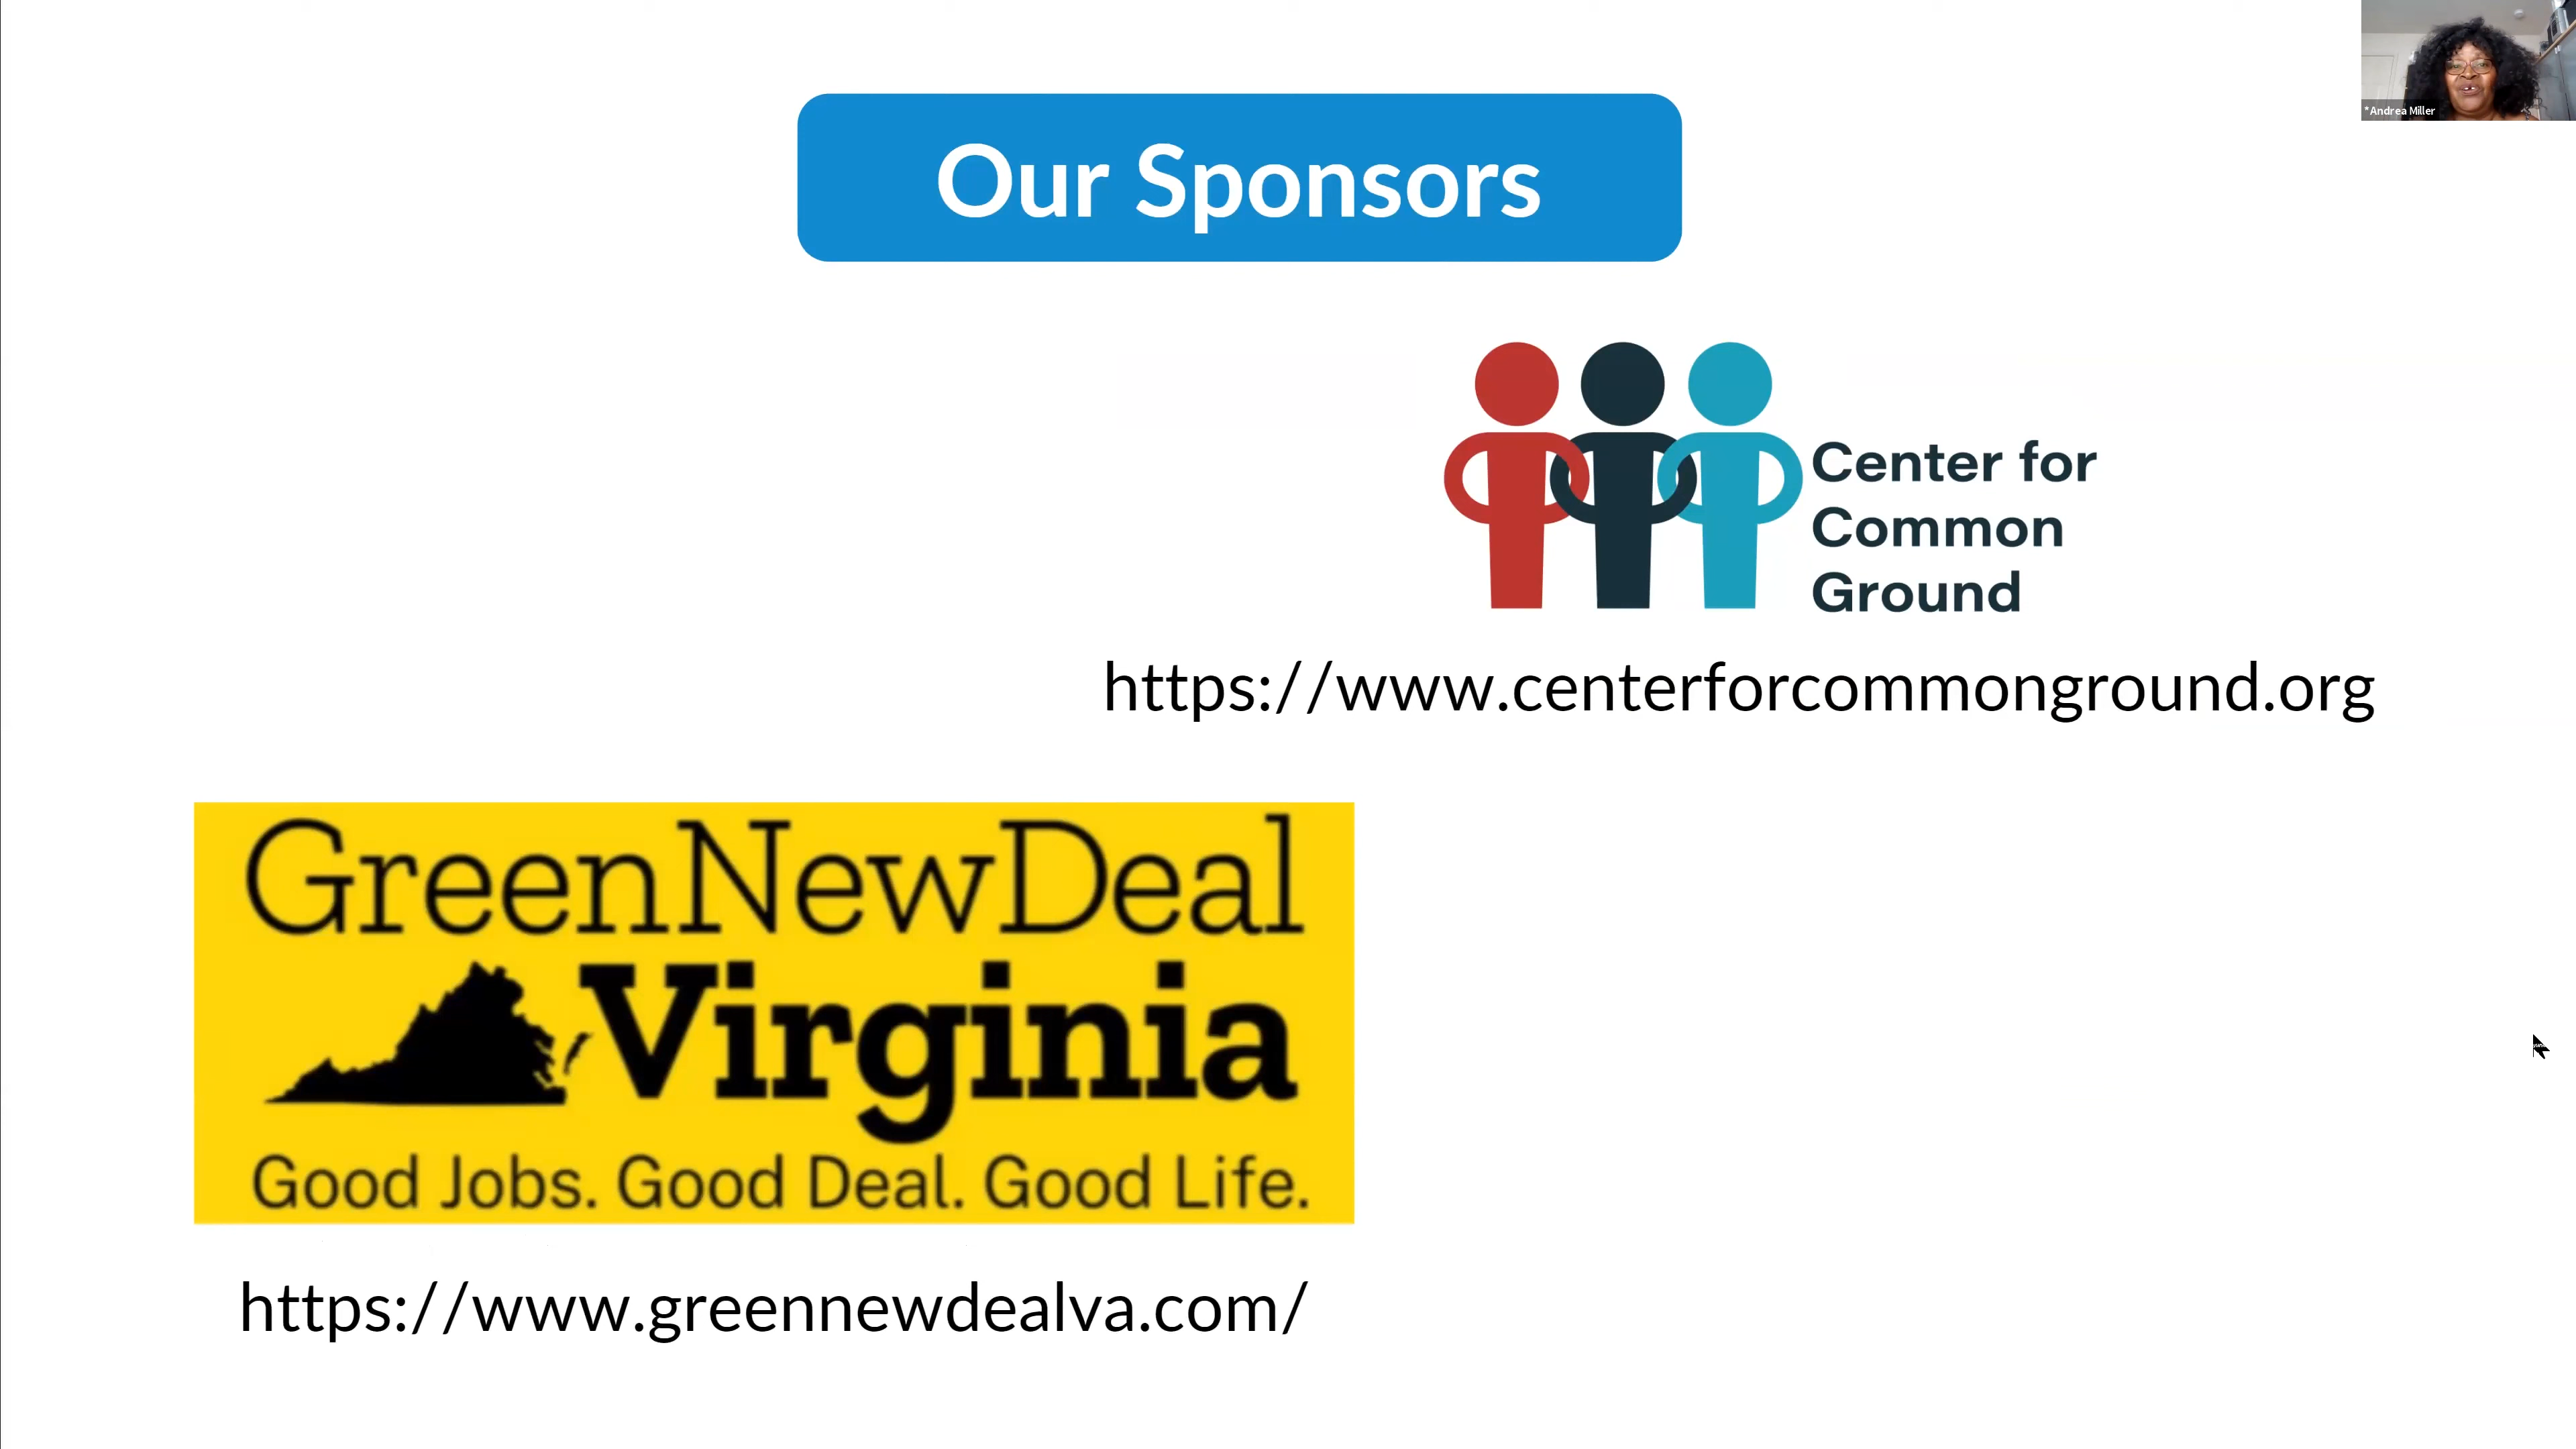 *Andrea Miller
Our Sponsors
Center for
Common
Ground
https://www.centerforcommonground.org
GreenNewDeal
Virginia
Good Jobs. Good Deal. Good Life.
https://www.greennewdealva.com/